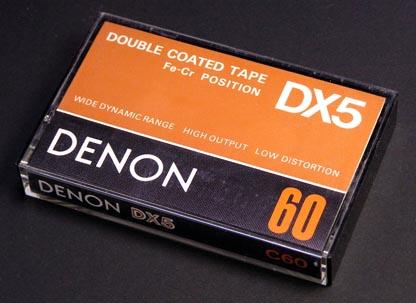 DOUBLE COATED TAPE
Fe-Cr POSITION
DX5
WIDE DYNAMIC RANGE HIGH OUTPUT LOW DISTORTION
DENON
60
DENON DX5
C60